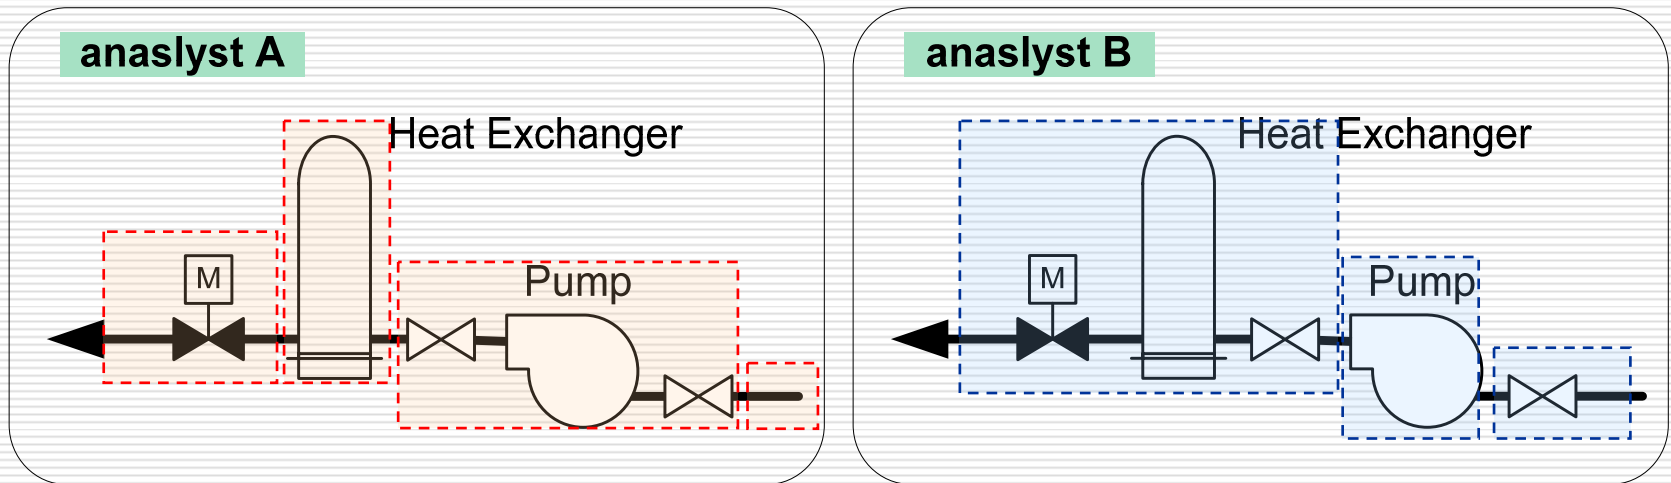 anaslyst A
Heat Exchanger
M
Pump
anaslyst B
Heat Exchanger
M
Pump